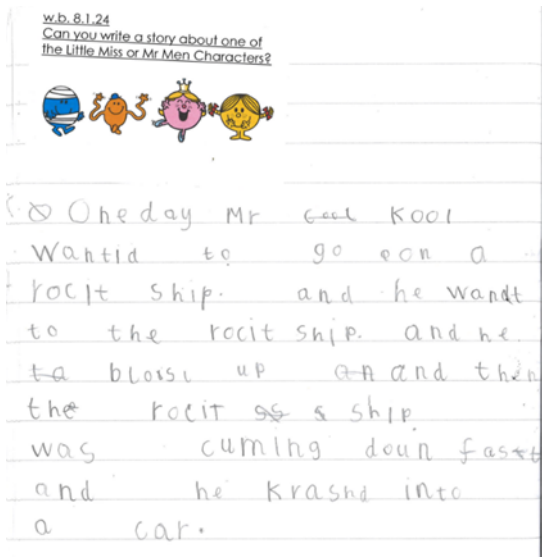 w.b. 8.1.24
Can you write a story about one of
the Little Miss or Mr Men Characters?
One day Mr Kool
wantid to go on a
rocit ship. and he wandt
to the rocit ship. and he
up and then
the rocit ship
was cuming doun fast
and he krashd into
a car.